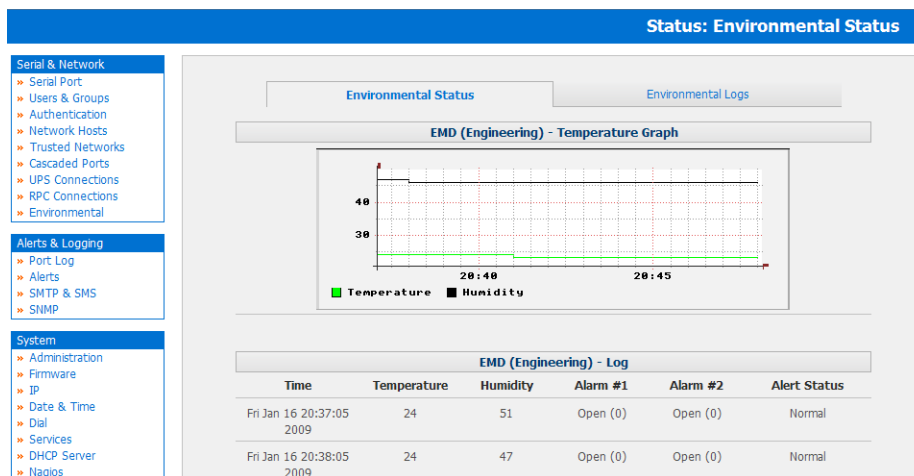 Status: Environmental Status
Serial & Network
» Serial Port
» Users & Groups
» Authentication
» Network Hosts
» Trusted Networks
» Cascaded Ports
» UPS Connections
» RPC Connections
» Environmental
Alerts & Logging
» Port Log
» Alerts
» SMTP & SMS
» SNMP
System
» Administration
» Firmware
» IP
» Date & Time
» Dial
» Services
» DHCP Server
» Nagios
Environmental Status
Environmental Logs
EMD (Engineering) - Temperature Graph
40
30
20:40 20:45
Temperature Humidity
EMD (Engineering) - Log
Time Temperature Humidity Alarm #1 Alarm #2 Alert Status
Fri Jan 16 20:37:05 24 51 Open (0) Open (0) Normal
2009
Fri Jan 16 20:38:05 24 47 Open (0) Open (0) Normal
2009